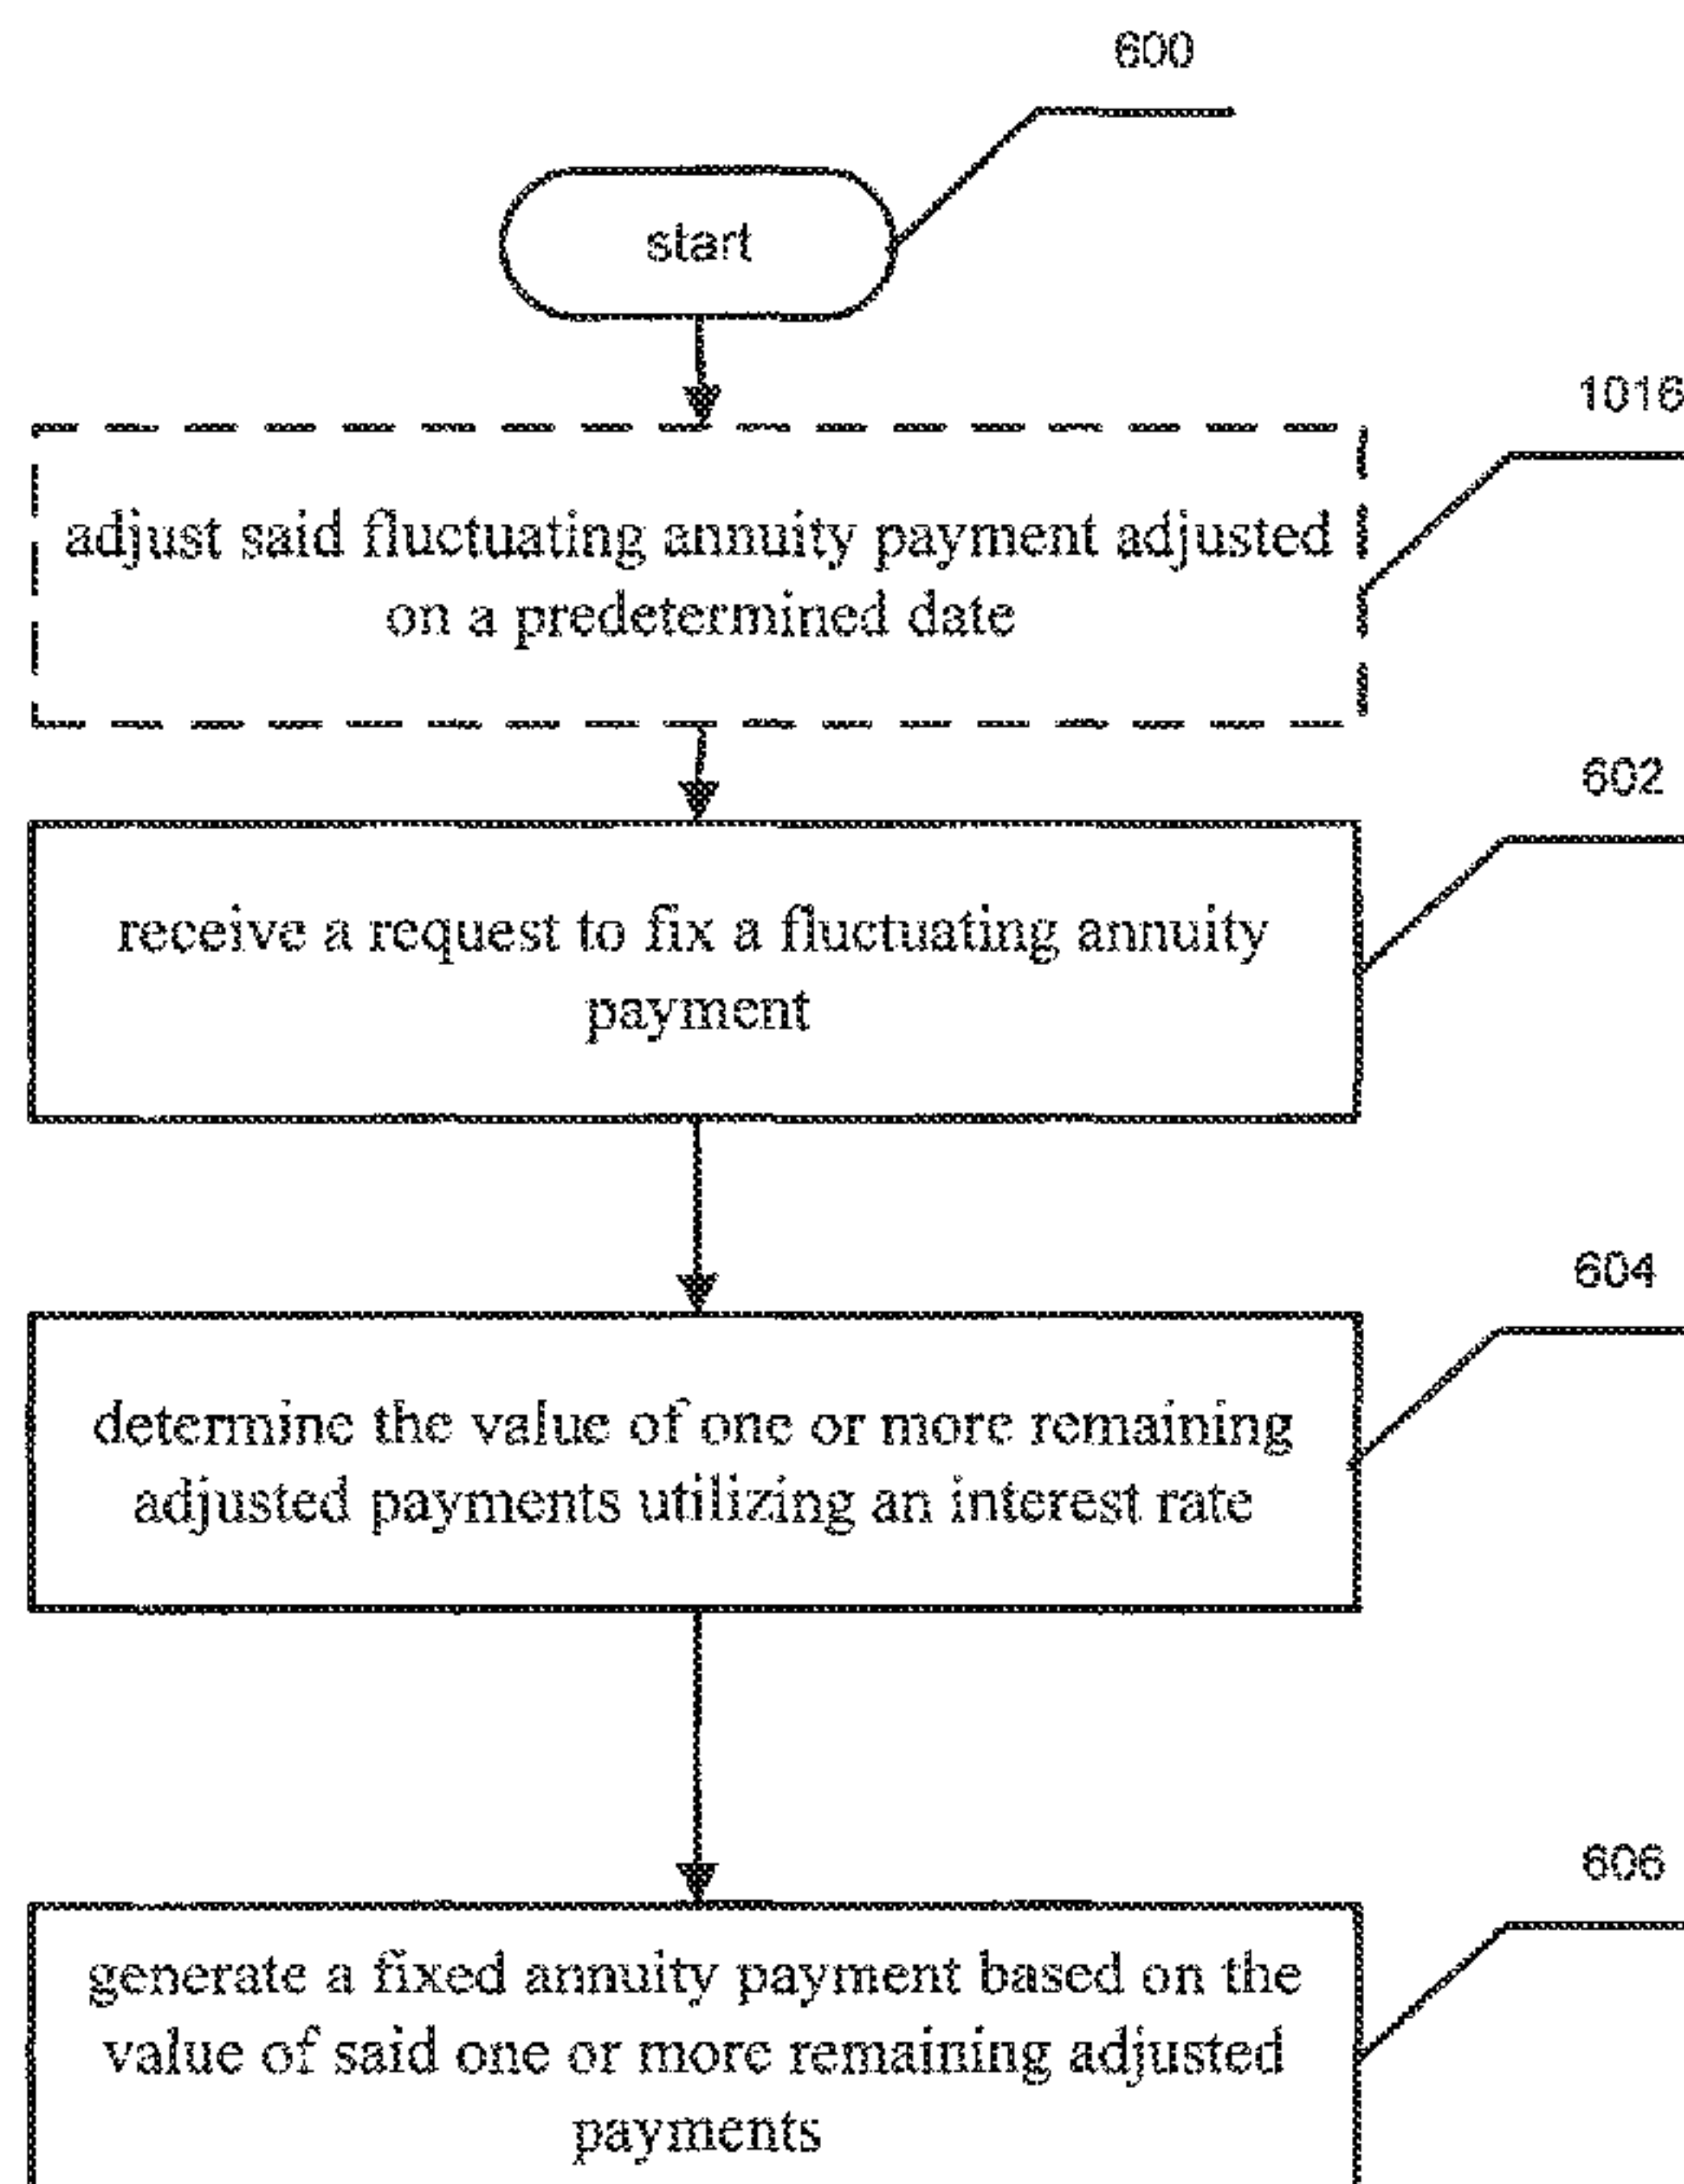 600
start
1016
adjust said fluctuating annuity payment adjusted
on a predetermined date
602
receive a request to fix a fluctuating annuity
payment
604
determine the value of one or more remaining
adjusted payments utilizing an interest rate
606
generate a fixed annuity payment based on the
value of said one or more remaining adjusted
payments